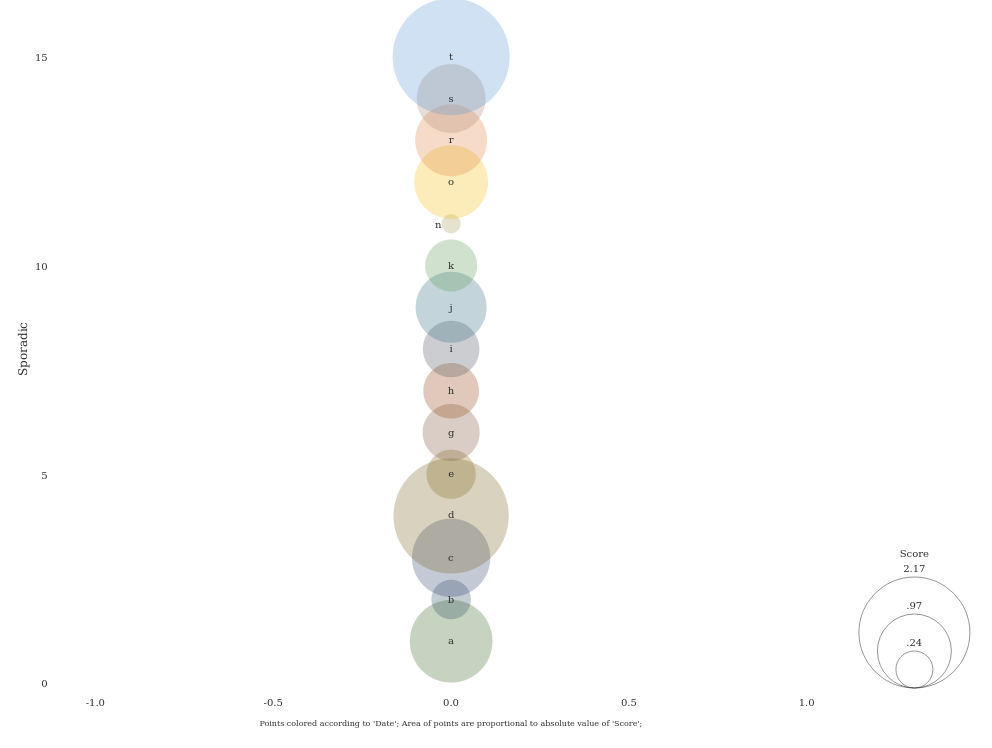 15
t
s
r
o
n
10
k
j
i
h
g
5
e
d
c
b
a
0
Sporadic
-1.0 -0.5 0.0 0.5 1.0
Score
2.17
.97
.24
Points colored according to 'Date'; Area of points are proportional to absolute value of 'Score';